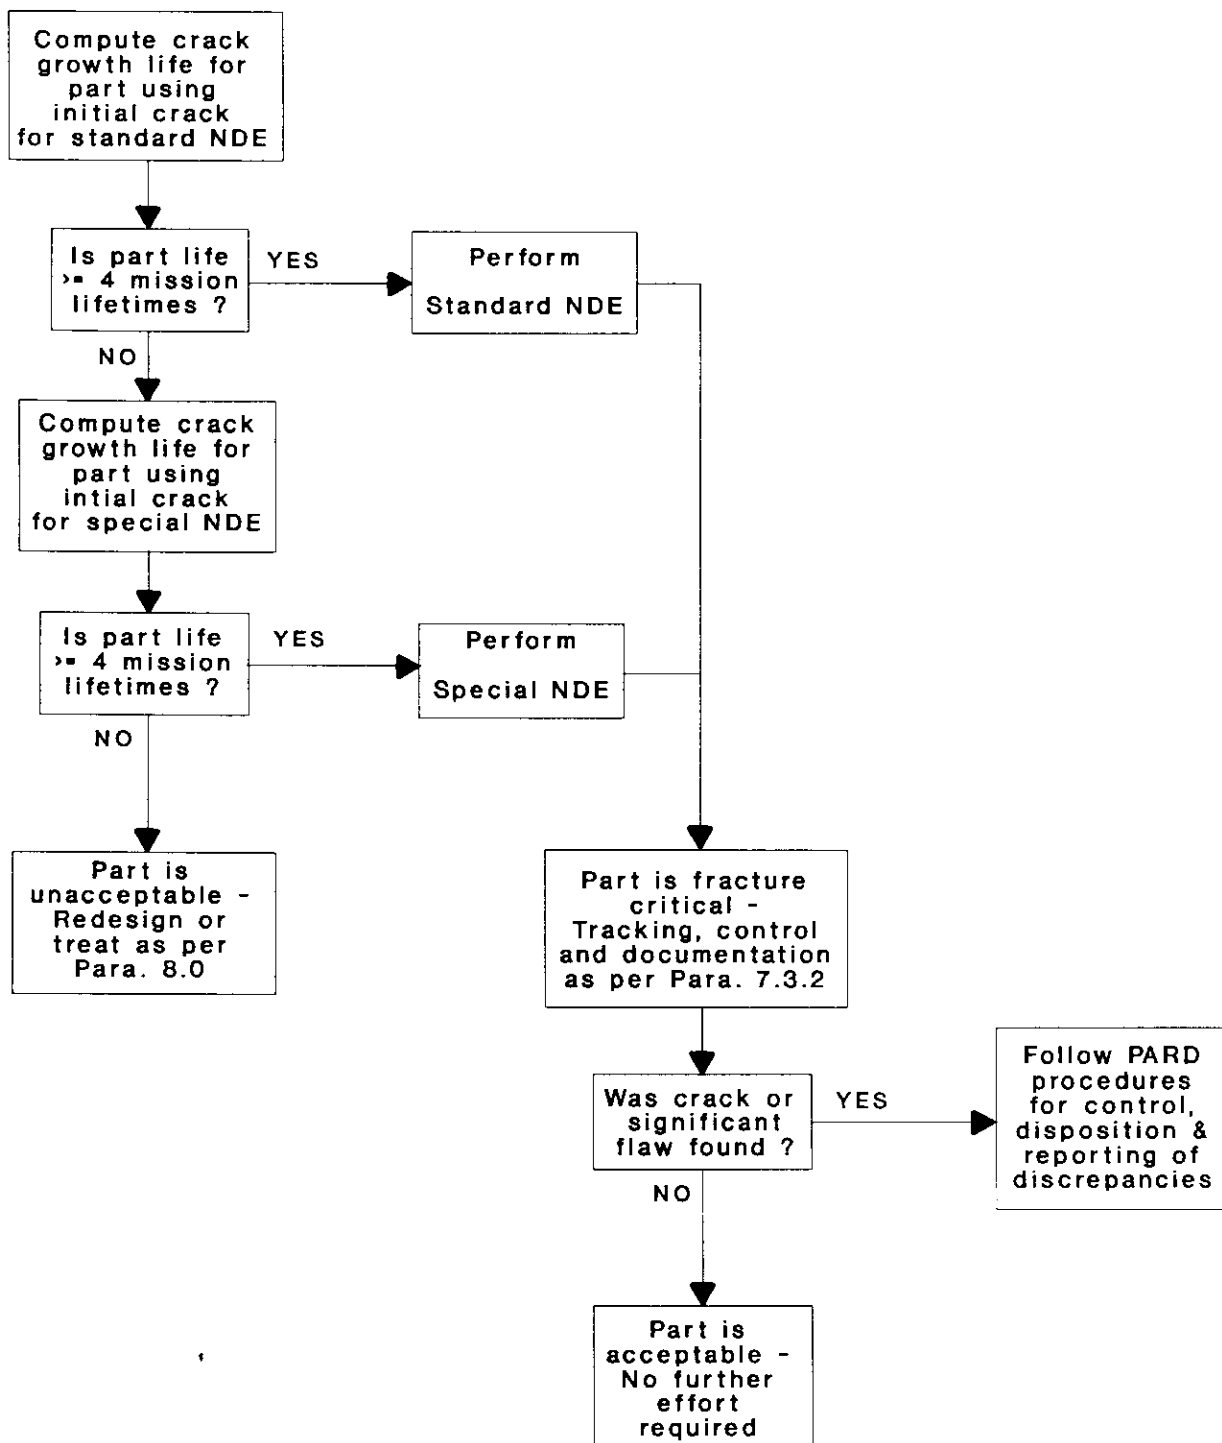 Compute crack
growth life for
part using
initial crack
for standard NDE
Is part life
>= 4 mission
lifetimes ?
YES
Perform
Standard NDE
NO
Compute crack
growth life for
part using
intial crack
for special NDE
Is part life
>= 4 mission
lifetimes ?
YES
Perform
Special NDE
NO
Part is
unacceptable -
Redesign or
treat as per
Para. 8.0
Part is fracture
critical -
Tracking, control
and documentation
as per Para. 7.3.2
Was crack or
significant
flaw found ?
YES
Follow PARD
procedures
for control,
disposition &
reporting of
discrepancies
NO
Part is
acceptable -
No further
effort
required